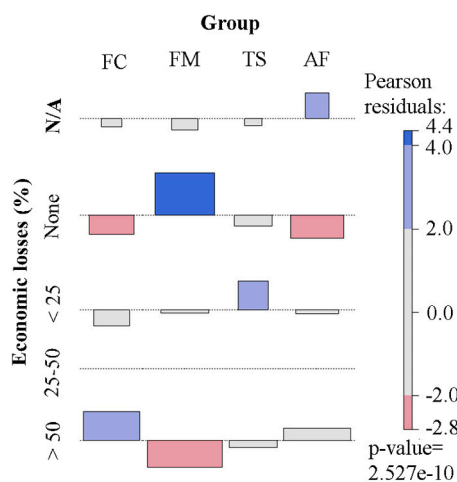 Group
FC FM TS AF
Economic losses (%)
N/A
None
< 25
25-50
> 50
Pearson
residuals:
4.4
4.0
2.0
0.0
-2.0
-2.8
p-value=
2.527e-10